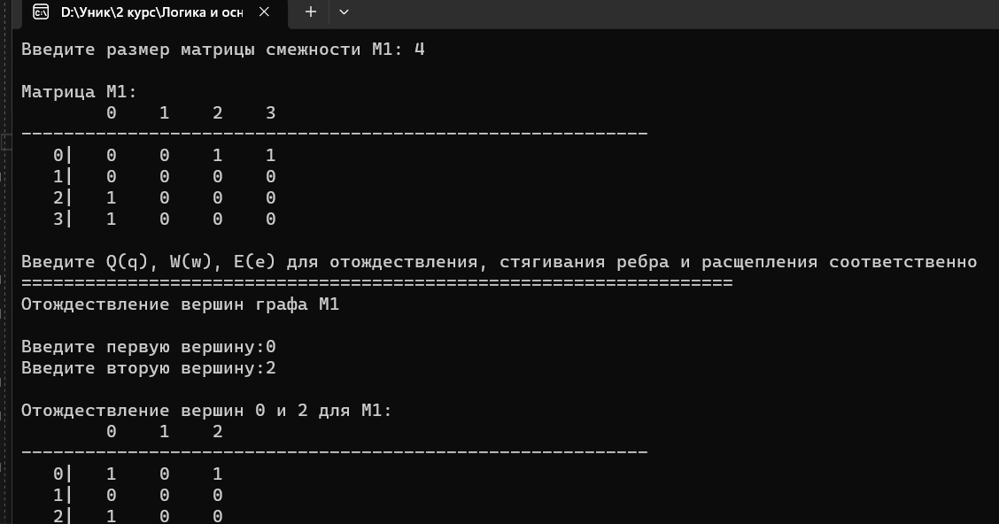 D:\Уник\2 курс\Логика и осн
Введите размер матрицы смежности M1: 4
Матрица M1:
0 1 2 3
-----------------------------------------------------------
0| 0 0 1 1
1| 0 0 0 0
2| 1 0 0 0
3| 1 0 0 0
Введите Q(q), W(w), E(e) для отождествления, стягивания ребра и расщепления соответственно
===================================================================
Отождествление вершин графа M1
Введите первую вершину:0
Введите вторую вершину:2
Отождествление вершин 0 и 2 для M1:
0 1 2
-----------------------------------------------------------
0| 1 0 1
1| 0 0 0
2| 1 0 0